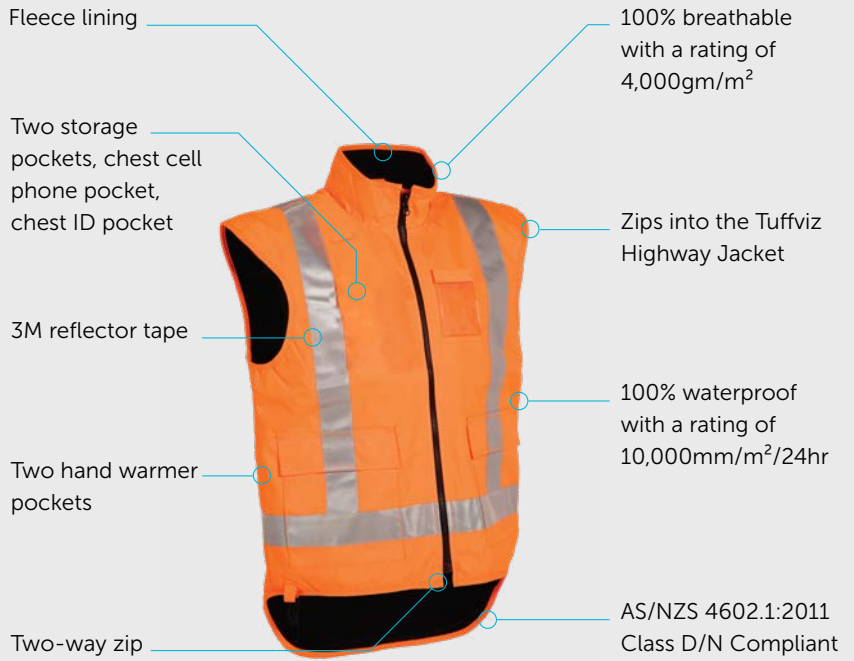 Fleece lining
100% breathable
with a rating of
4,000gm/m²
Two storage
pockets, chest cell
phone pocket,
chest ID pocket
Zips into the Tuffviz
Highway Jacket
3M reflector tape
100% waterproof
with a rating of
10,000mm/m²/24hr
Two hand warmer
pockets
AS/NZS 4602.1:2011
Class D/N Compliant
Two-way zip